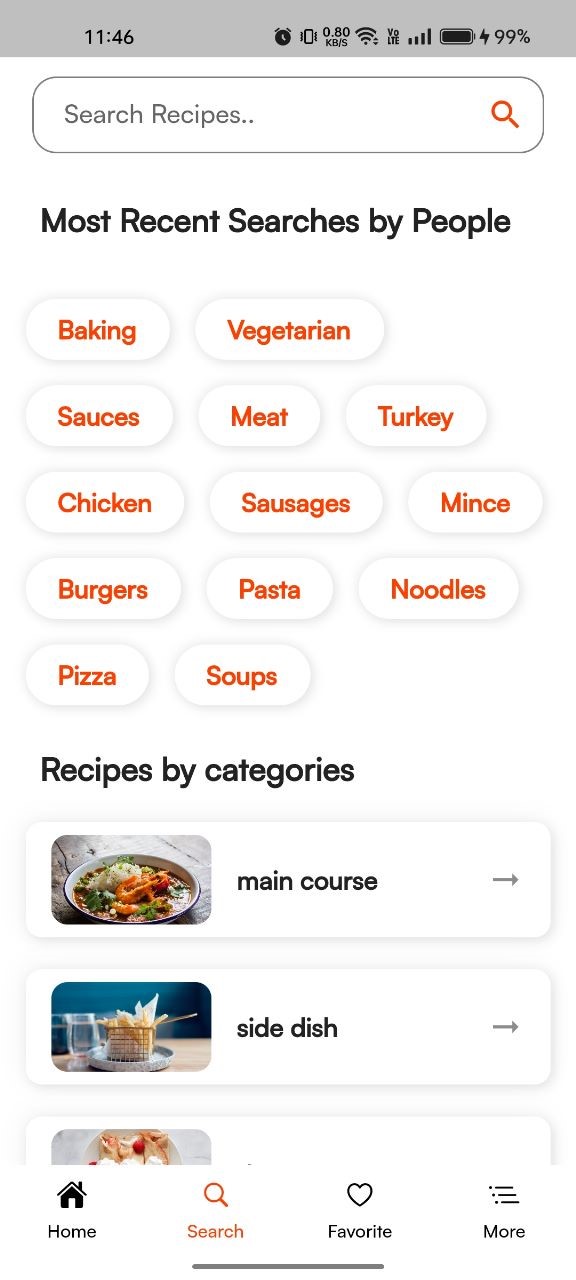 11:46 0.80 KB/S Vo LTE 99%
Search Recipes..
Most Recent Searches by People
Baking Vegetarian
Sauces Meat Turkey
Chicken Sausages Mince
Burgers Pasta Noodles
Pizza Soups
Recipes by categories
main course
side dish
Home Search Favorite More